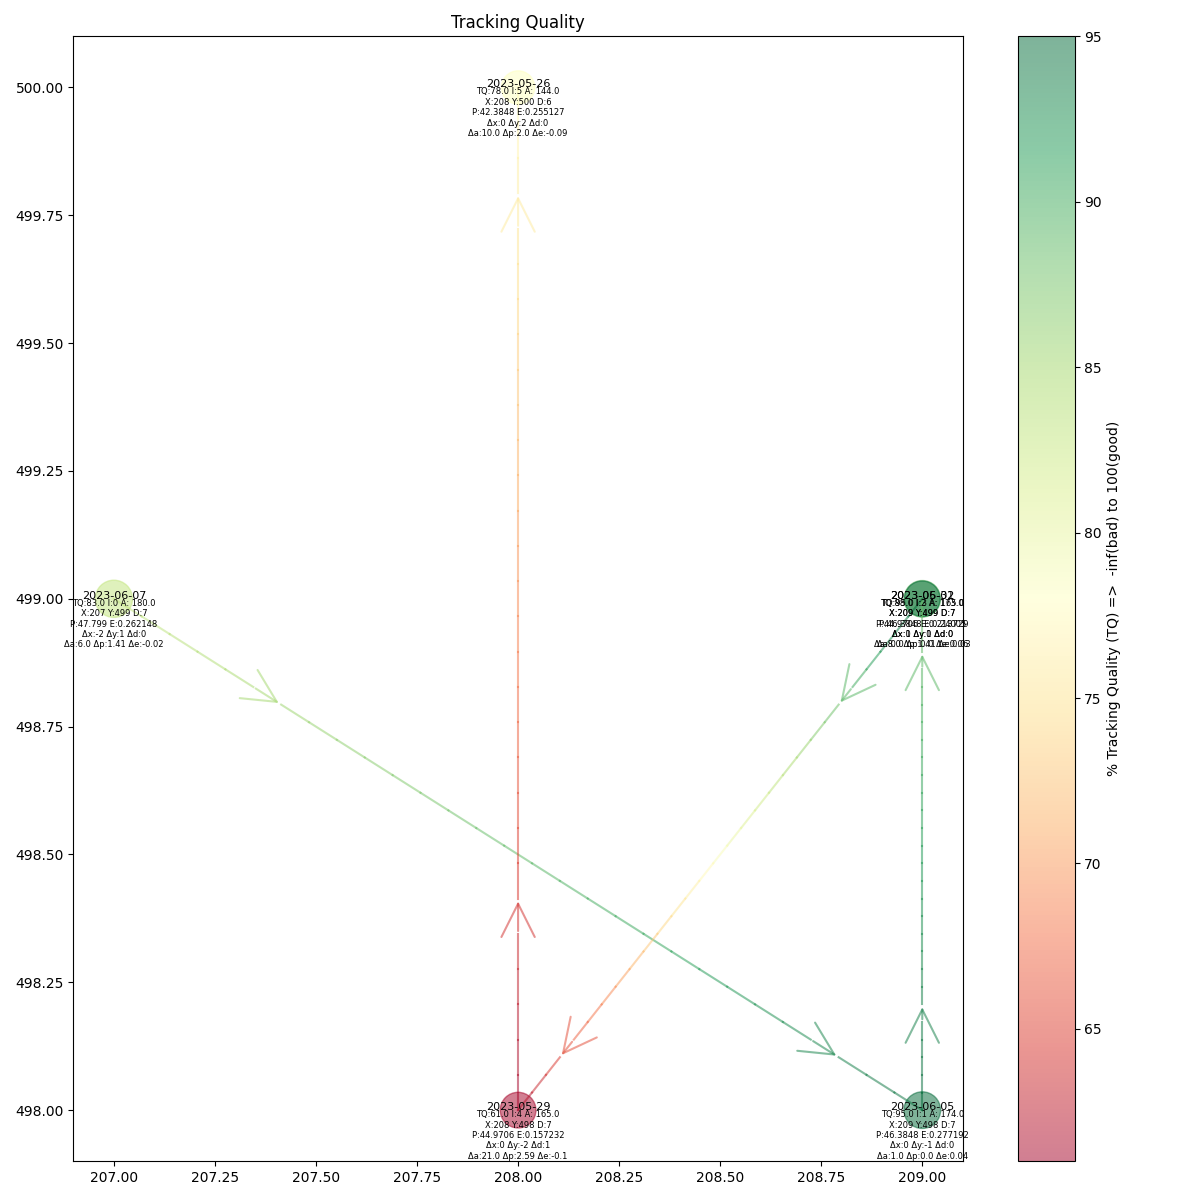 Tracking Quality
500.00
499.75
499.50
499.25
499.00
498.75
498.50
498.25
498.00
2023-05-26
TQ:78.0 I:5 A: 144.0
X:208 Y:500 D:6
P:42.3848 E:0.255127
Δx:0 Δy:2 Δd:0
Δa:10.0 Δp:2.0 Δe:-0.09
2023-06-07
TQ:83.0 I:0 A: 180.0
X:207 Y:499 D:7
P:47.799 E:0.262148
Δx:-2 Δy:1 Δd:0
Δa:6.0 Δp:1.41 Δe:-0.02
X:209 Y:499 D:7
2023-05-29
TQ:61.0 I:4 A: 165.0
X:208 Y:498 D:7
P:44.9706 E:0.157232
Δx:0 Δy:-2 Δd:1
Δa:21.0 Δp:2.59 Δe:-0.1
2023-06-05
TQ:95.0 I:1 A: 174.0
X:209 Y:498 D:7
P:46.3848 E:0.277192
Δx:0 Δy:-1 Δd:0
Δa:1.0 Δp:0.0 Δe:0.04
207.00 207.25 207.50 207.75 208.00 208.25 208.50 208.75 209.00
95
90
85
80
75
70
65
% Tracking Quality (TQ) => -inf(bad) to 100(good)